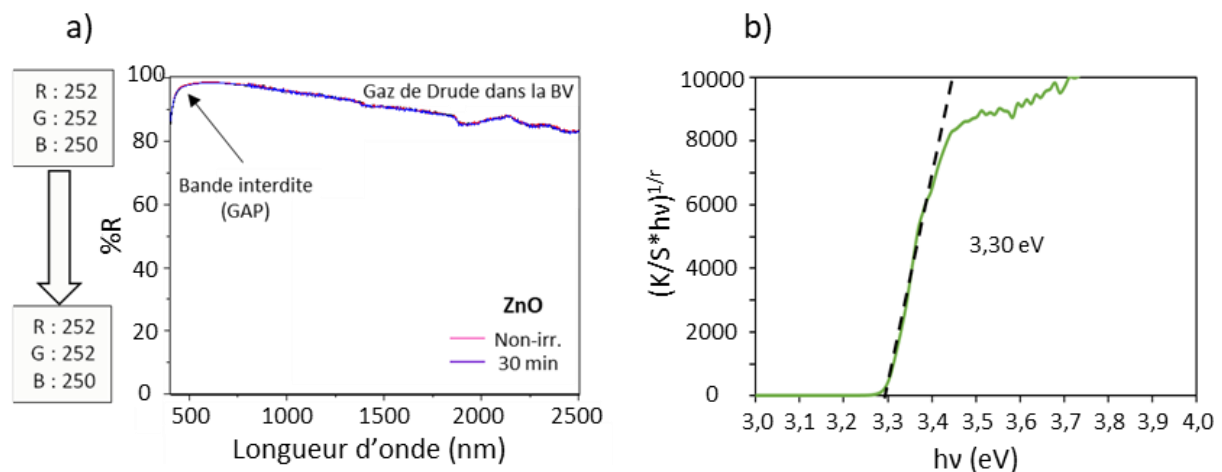 a)
R : 252
G : 252
B : 250
R : 252
G : 252
B : 250
%R
100
80
60
40
20
0
Gaz de Drude dans la BV
Bande interdite
(GAP)
ZnO
Non-irr.
30 min
500 1000 1500 2000 2500
Longueur d’onde (nm)
b)
(K/S*hν)1/r
10000
8000
6000
4000
2000
0
3,30 eV
3,0 3,1 3,2 3,3 3,4 3,5 3,6 3,7 3,8 3,9 4,0
hν (eV)